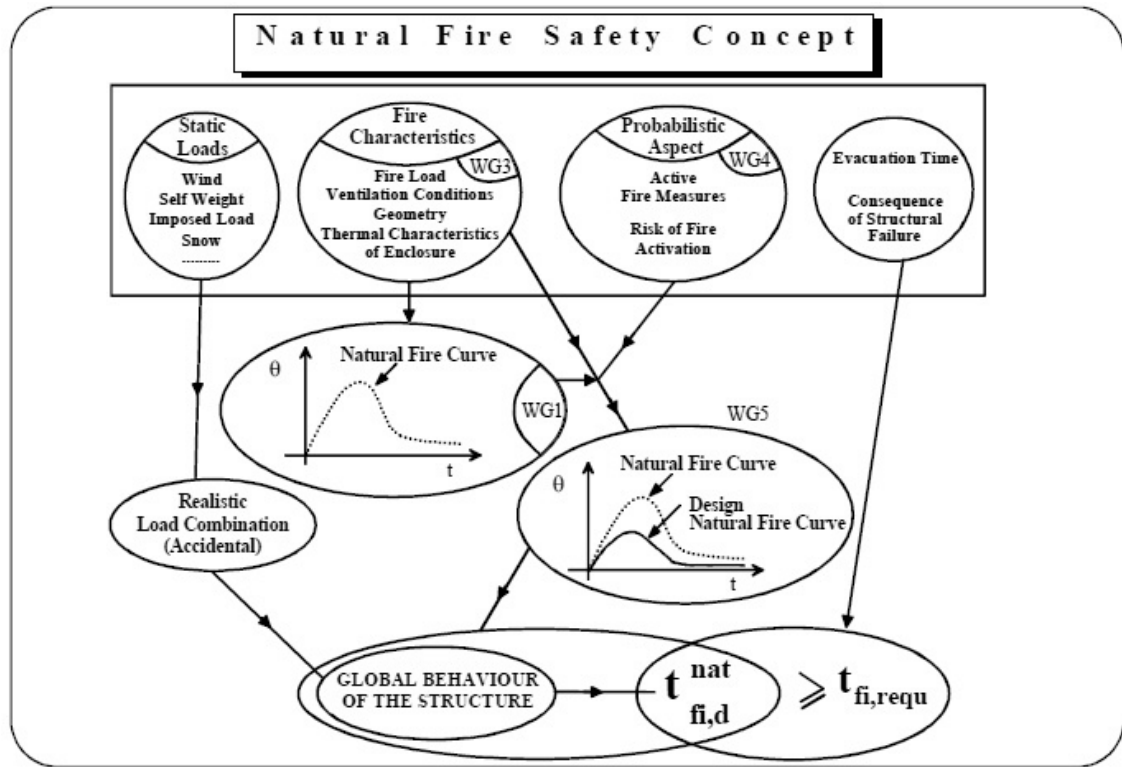 Natural Fire Safety Concept
Static
Loads
Wind
Self Weight
Imposed Load
Snow
..........
Fire
Characteristics
WG3
Fire Load
Ventilation Conditions
Geometry
Thermal Characteristics
of Enclosure
Probabilistic
Aspect
WG4
Active
Fire Measures
Risk of Fire
Activation
Evacuation Time
Consequence
of Structural
Failure
θ
Natural Fire Curve
t
WG1
WG5
Realistic
Load Combination
(Accidental)
θ
Natural Fire Curve
Design
Natural Fire Curve
t
GLOBAL BEHAVIOUR
OF THE STRUCTURE
t nat fi,d ⩾ t fi,requ